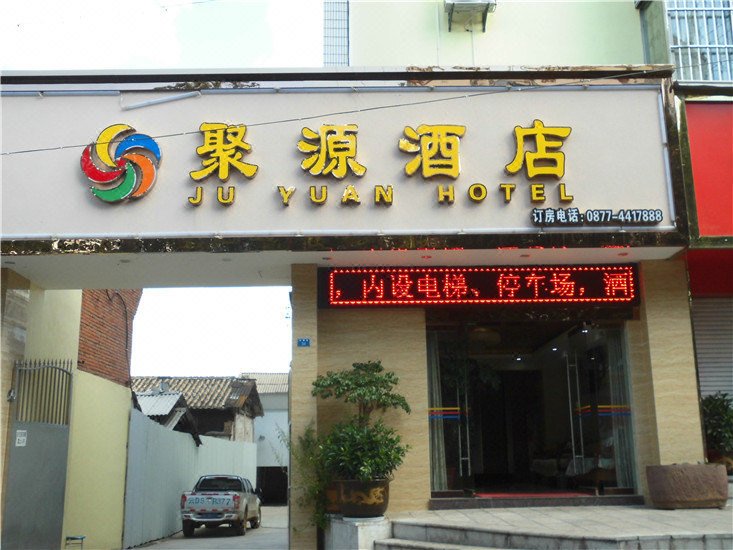 聚源酒店
JU YUAN HOTEL
订房电话: 0877-4417888
，内设电梯、停车场，酒